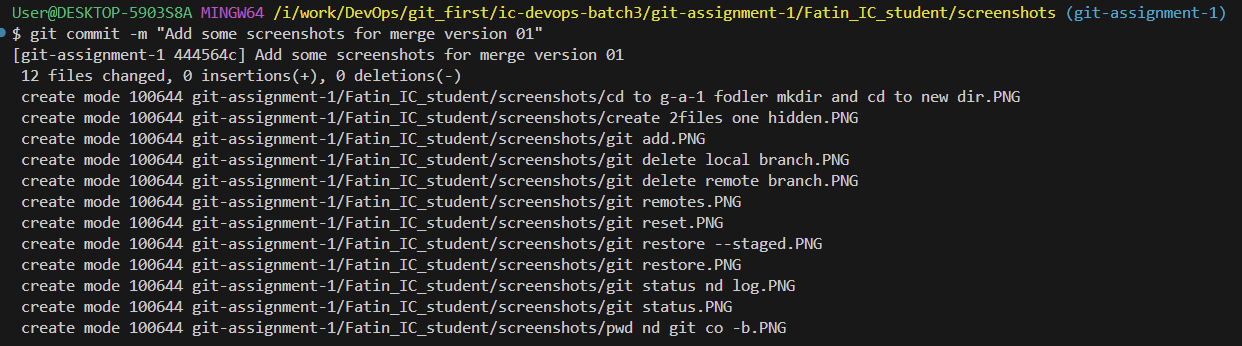 User@DESKTOP-5903S8A MINGW64 /i/work/DevOps/git_first/ic-devops-batch3/git-assignment-1/Fatin_IC_student/screenshots (git-assignment-1)
$ git commit -m "Add some screenshots for merge version 01"
[git-assignment-1 444564c] Add some screenshots for merge version 01
 12 files changed, 0 insertions(+), 0 deletions(-)
 create mode 100644 git-assignment-1/Fatin_IC_student/screenshots/cd to g-a-1 fodler mkdir and cd to new dir.PNG
 create mode 100644 git-assignment-1/Fatin_IC_student/screenshots/create 2files one hidden.PNG
 create mode 100644 git-assignment-1/Fatin_IC_student/screenshots/git add.PNG
 create mode 100644 git-assignment-1/Fatin_IC_student/screenshots/git delete local branch.PNG
 create mode 100644 git-assignment-1/Fatin_IC_student/screenshots/git delete remote branch.PNG
 create mode 100644 git-assignment-1/Fatin_IC_student/screenshots/git remotes.PNG
 create mode 100644 git-assignment-1/Fatin_IC_student/screenshots/git reset.PNG
 create mode 100644 git-assignment-1/Fatin_IC_student/screenshots/git restore --staged.PNG
 create mode 100644 git-assignment-1/Fatin_IC_student/screenshots/git restore.PNG
 create mode 100644 git-assignment-1/Fatin_IC_student/screenshots/git status nd log.PNG
 create mode 100644 git-assignment-1/Fatin_IC_student/screenshots/git status.PNG
 create mode 100644 git-assignment-1/Fatin_IC_student/screenshots/pwd nd git co -b.PNG